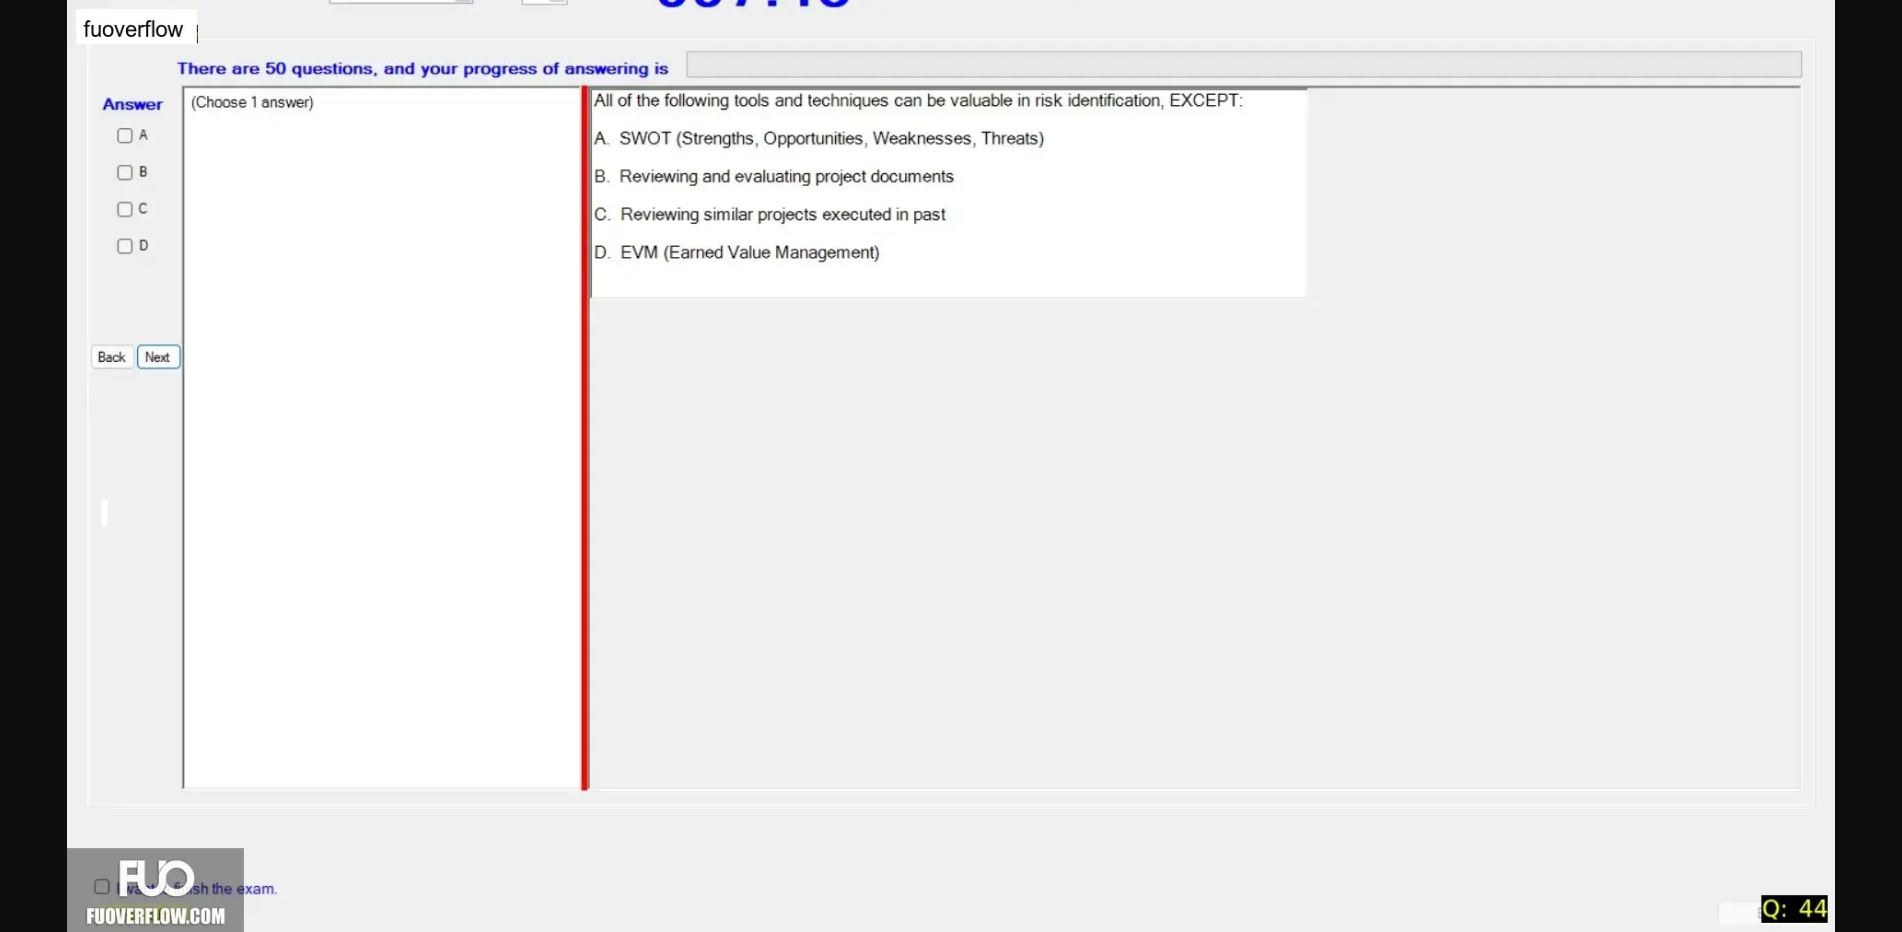 fuoverflow
There are 50 questions, and your progress of answering is
Answer
(Choose 1 answer)
A
B
C
D
Back
Next
All of the following tools and techniques can be valuable in risk identification, EXCEPT:
A. SWOT (Strengths, Opportunities, Weaknesses, Threats)
B. Reviewing and evaluating project documents
C. Reviewing similar projects executed in past
D. EVM (Earned Value Management)
FUO
the exam.
FUOVERFLOW.COM
Q: 44